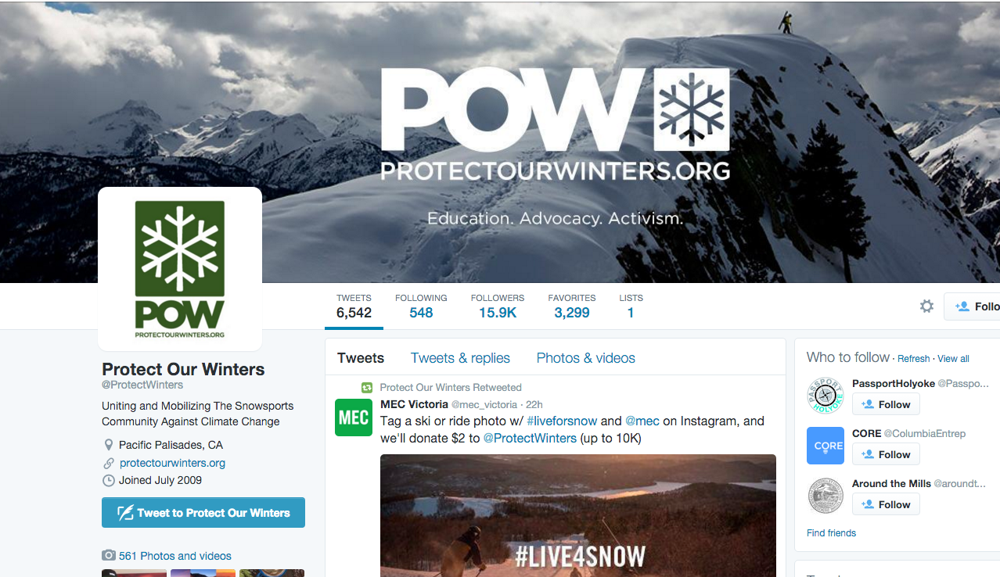 POW
PROTECTOURWINTERS.ORG
Education. Advocacy. Activism.
POW
PROTECTOURWINTERS.ORG
TWEETS
6,542
FOLLOWING
548
FOLLOWERS
15.9K
FAVORITES
3,299
LISTS
1
Follo
Protect Our Winters
@ProtectWinters
Uniting and Mobilizing The Snowsports
Community Against Climate Change
Pacific Palisades, CA
protectourwinters.org
Joined July 2009
Tweet to Protect Our Winters
561 Photos and videos
Tweets Tweets & replies Photos & videos
Protect Our Winters Retweeted
MEC
MEC Victoria @mec_victoria · 22h
Tag a ski or ride photo w/ #liveforsnow and @mec on Instagram, and
we'll donate $2 to @ProtectWinters (up to 10K)
#LIVE4SNOW
Who to follow · Refresh · View all
PASSPORT
HOLYOKE
PassportHolyoke @Passpo...
Follow
CORE
CORE @ColumbiaEntrep
Follow
Around the Mills @aroundt...
Follow
Find friends